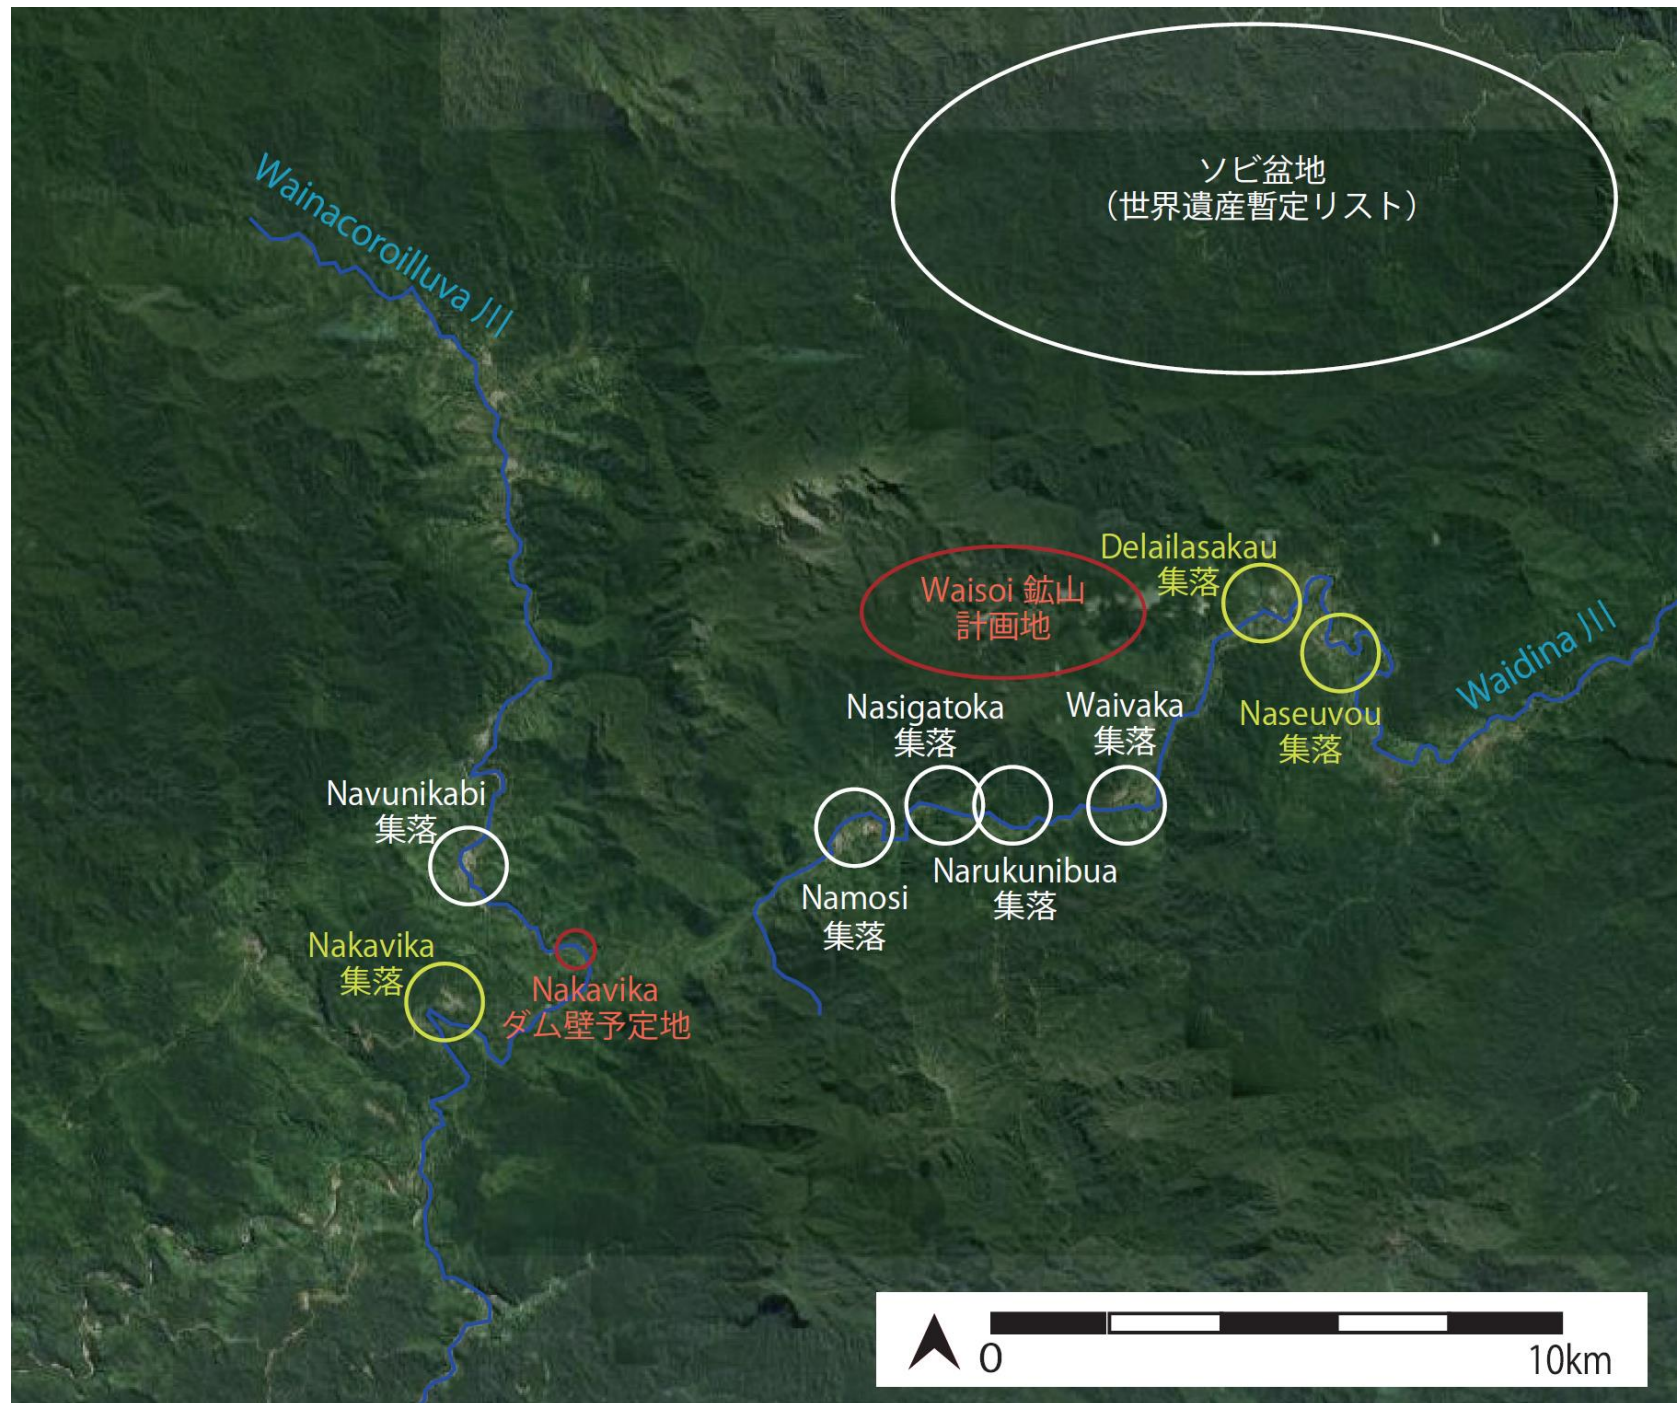 ソビ盆地
（世界遺産暫定リスト）
Wainacoroilluva 川
Delailasakau
集落
Waisoi 鉱山
計画地
Waidina 川
Nasigatoka
集落
Waivaka
集落
Naseuvou
集落
Navunikabi
集落
Narukunibua
集落
Namosi
集落
Nakavika
集落
Nakavika
ダム壁予定地
0
10km